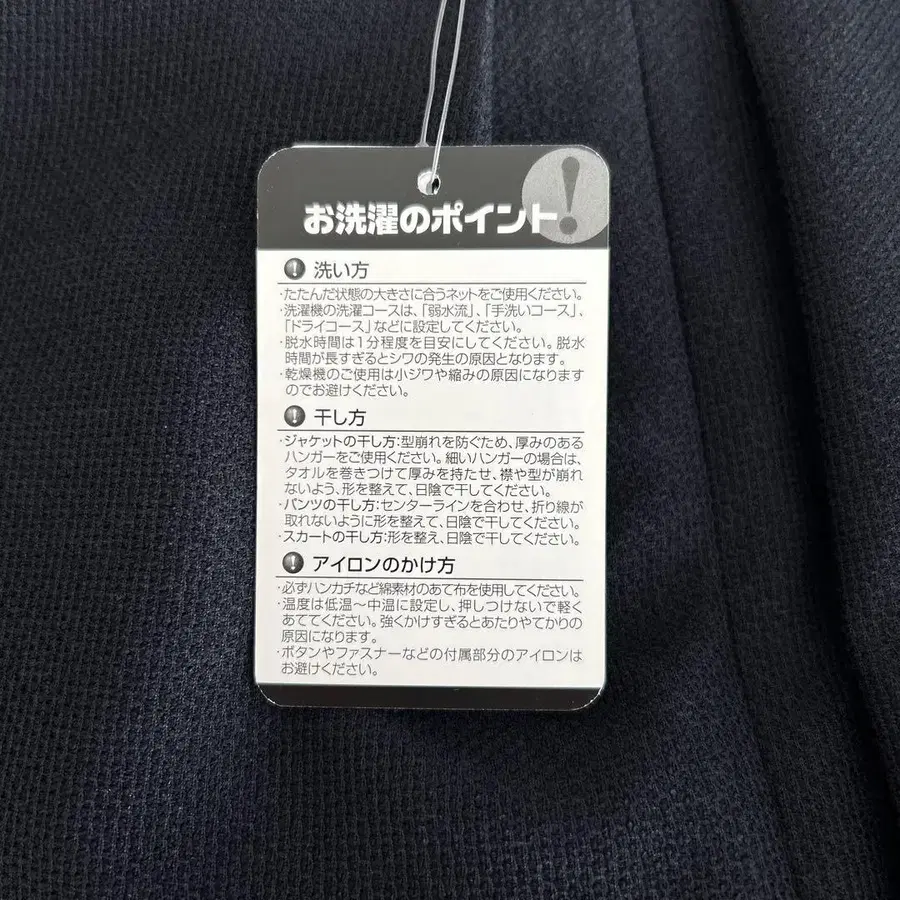 お洗濯のポイント!
! 洗い方
・たたんだ状態の大きさに合うネットをご使用ください。
・洗濯機の洗濯コースは、「弱水流」、「手洗いコース」、
「ドライコース」などに設定してください。
・脱水時間は1分程度を目安にしてください。脱水
時間が長すぎるとシワの発生の原因となります。
・乾燥機のご使用は小ジワや縮みの原因になります
のでお避けください。
! 干し方
・ジャケットの干し方:型崩れを防ぐため、厚みのある
ハンガーをご使用ください。細いハンガーの場合は、
タオルを巻きつけて厚みを持たせ、襟や型が崩れ
ないよう、形を整えて、日陰で干してください。
・パンツの干し方:センターラインを合わせ、折り線が
取れないように形を整えて、日陰で干してください。
・スカートの干し方:形を整え、日陰で干してください。
! アイロンのかけ方
・必ずハンカチなど綿素材のあて布を使用してください。
・温度は低温〜中温に設定し、押しつけないで軽く
あててください。強くかけすぎるとあたりやてかりの
原因になります。
・ボタンやファスナーなどの付属部分のアイロンは
お避けください。